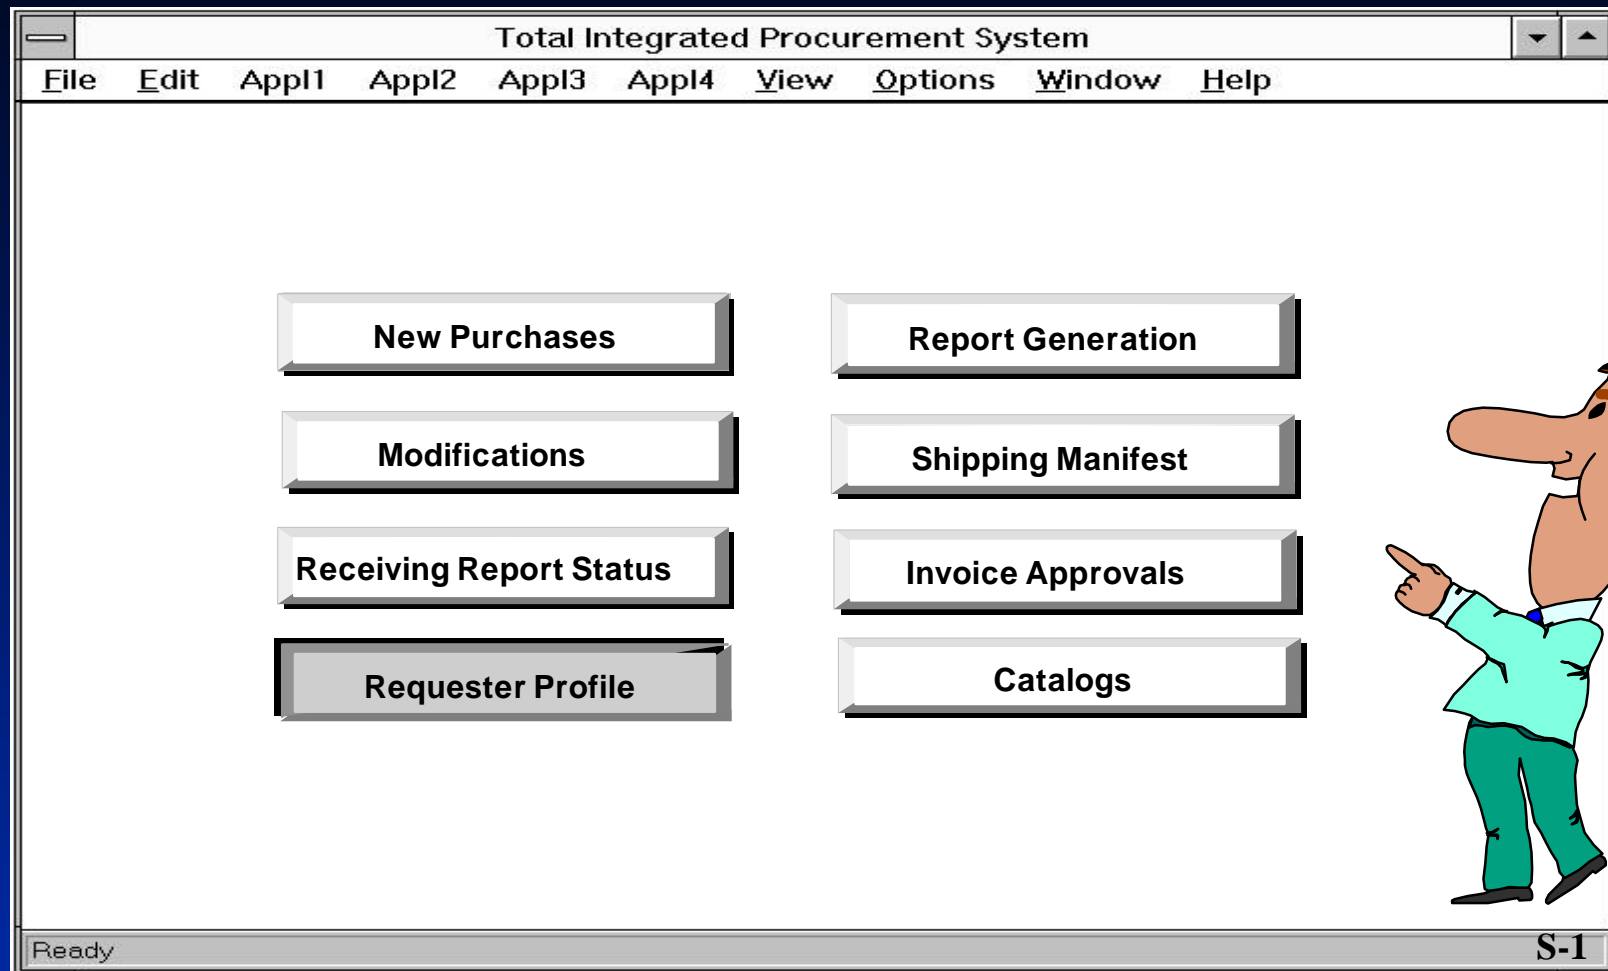 Total Integrated Procurement System
File Edit Appl1 Appl2 Appl3 Appl4 View Options Window Help
New Purchases
Report Generation
Modifications
Shipping Manifest
Receiving Report Status
Invoice Approvals
Requester Profile
Catalogs
Ready
S-1